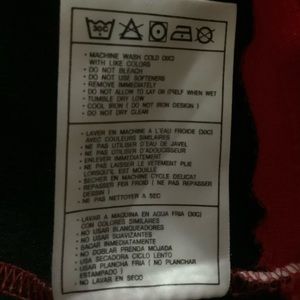 30C
• MACHINE WASH COLD (30C)
WITH LIKE COLORS
• DO NOT BLEACH
• DO NOT USE SOFTENERS
• REMOVE IMMEDIATELY
• DO NOT ALLOW TO LAY ON ITSELF WHEN WET
• TUMBLE DRY LOW
• COOL IRON ( DO NOT IRON DESIGN )
• DO NOT DRY CLEAN
• LAVER EN MACHINE A L'EAU FROIDE (30C)
AVEC COULEURS SIMILAIRES
• NE PAS UTILISER D'EAU DE JAVEL
• NE PAS UTILISER D'ADOUCISSEUR
• ENLEVER IMMEDIATEMENT
• NE PAS LAISSER LE VETEMENT PLIE
LORSQU'IL EST MOUILLE
• SECHER EN MACHINE CYCLE DELICAT
• REPASSER FER FROID ( NE PAS REPASSER
DESSIN )
• NE PAS NETTOYER A SEC
• LAVAR A MAQUINA EN AGUA FRIA (30C)
CON COLORES SIMILARES
• NO USAR BLANQUEADORES
• NO USAR SUAVIZANTES
• SACAR INMEDIATAMENTE
• NO DOBLAR PRENDA MOJADA
• USA SECADORA CICLO LENTO
• USAR PLANCHA FRIA ( NO PLANCHAR
ESTAMPADO )
• NO LAVAR EN SECO